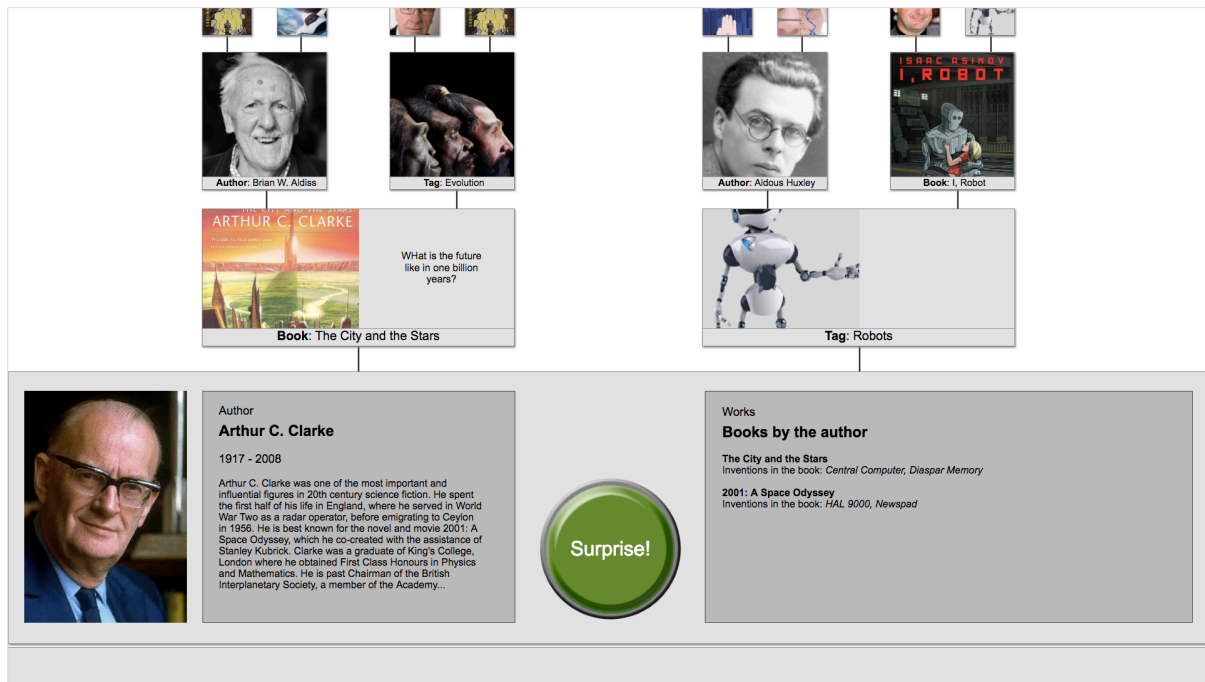 ISAAC ASIMOV
I, ROBOT
Author: Brian W. Aldiss
Tag: Evolution
Author: Aldous Huxley
Book: I, Robot
THE CITY AND THE STARS
ARTHUR C. CLARKE
WHat is the future
like in one billion
years?
Book: The City and the Stars
Tag: Robots
Author
Arthur C. Clarke
1917 - 2008
Arthur C. Clarke was one of the most important and
influential figures in 20th century science fiction. He spent
the first half of his life in England, where he served in World
War Two as a radar operator, before emigrating to Ceylon
in 1956. He is best known for the novel and movie 2001: A
Space Odyssey, which he co-created with the assistance of
Stanley Kubrick. Clarke was a graduate of King's College,
London where he obtained First Class Honours in Physics
and Mathematics. He is past Chairman of the British
Interplanetary Society, a member of the Academy...
Surprise!
Works
Books by the author
The City and the Stars
Inventions in the book: Central Computer, Diaspar Memory
2001: A Space Odyssey
Inventions in the book: HAL 9000, Newspad